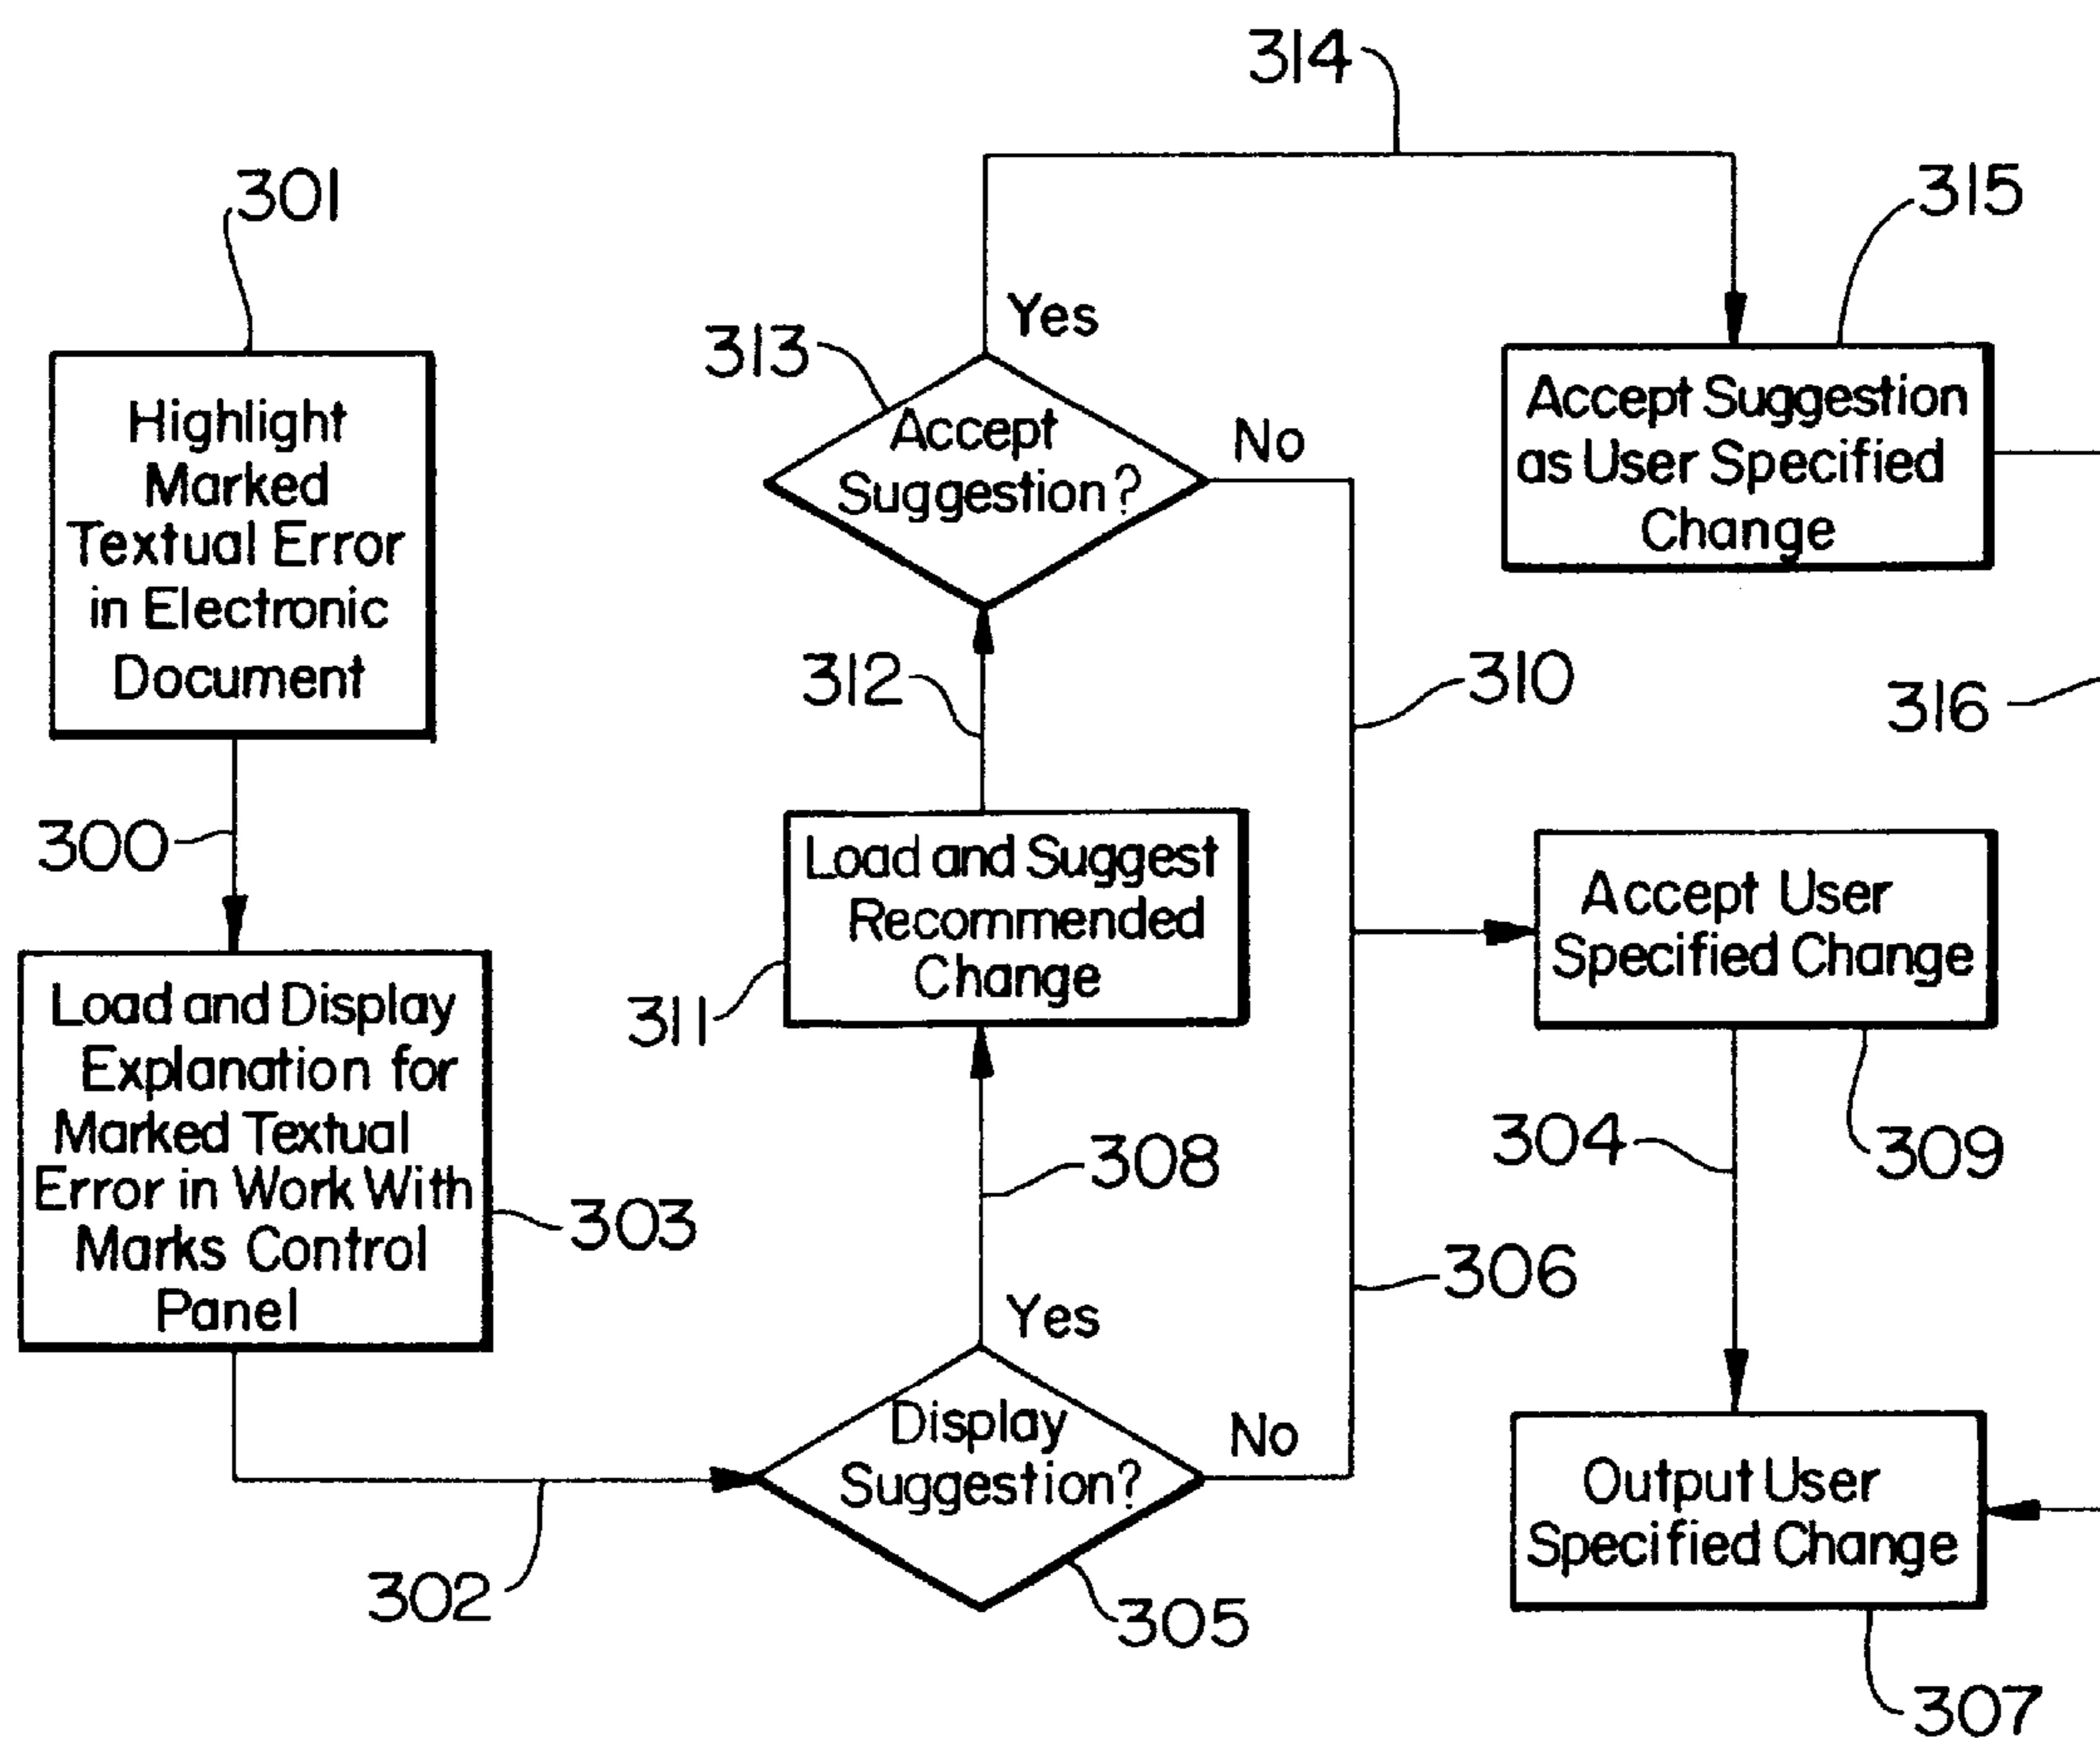 314
301
315
Yes
313
Highlight
Marked
Textual Error
in Electronic
Document
Accept
Suggestion?
No
Accept Suggestion
as User Specified
Change
312
310
316
300
Load and Suggest
Recommended
Change
311
Accept User
Specified Change
Load and Display
Explanation for
Marked Textual
Error in Work With
Marks Control
Panel
303
308
304
309
306
Yes
Display
Suggestion?
No
Output User
Specified Change
302
305
307